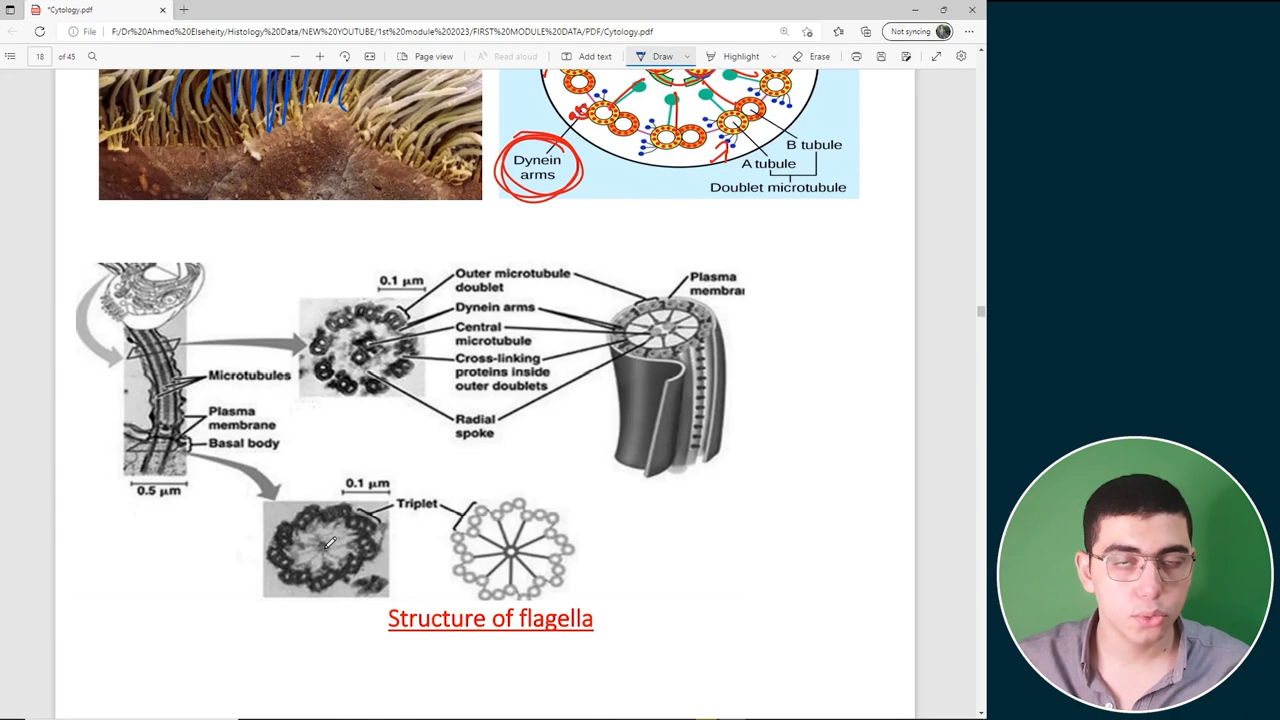 *Cytology.pdf
File
F:/Dr%20Ahmed%20Elseheity/Histology%20Data/NEW%20YOUTUBE/1st%20module%202023/FIRST%20MODULE%20DATA/PDF/Cytology.pdf
Not syncing
18 of 45
Page view
Read aloud
Add text
Draw
Highlight
Erase
Dynein
arms
B tubule
A tubule
Doublet microtubule
0.1 µm
Outer microtubule
doublet
Dynein arms
Central
microtubule
Cross-linking
proteins inside
outer doublets
Radial
spoke
Plasma
membrai
Microtubules
Plasma
membrane
Basal body
0.5 µm
0.1 µm
Triplet
Structure of flagella